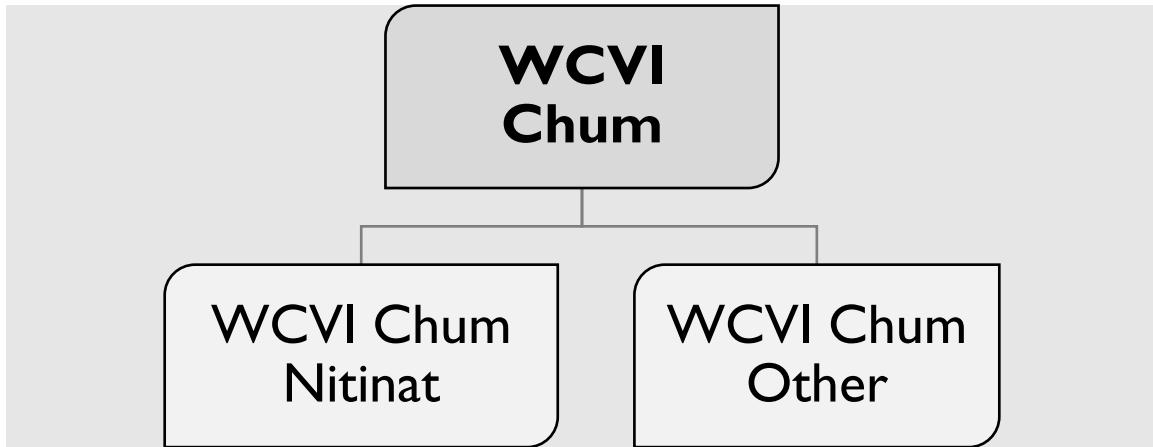 WCVI
Chum
WCVI Chum
Nitinat
WCVI Chum
Other